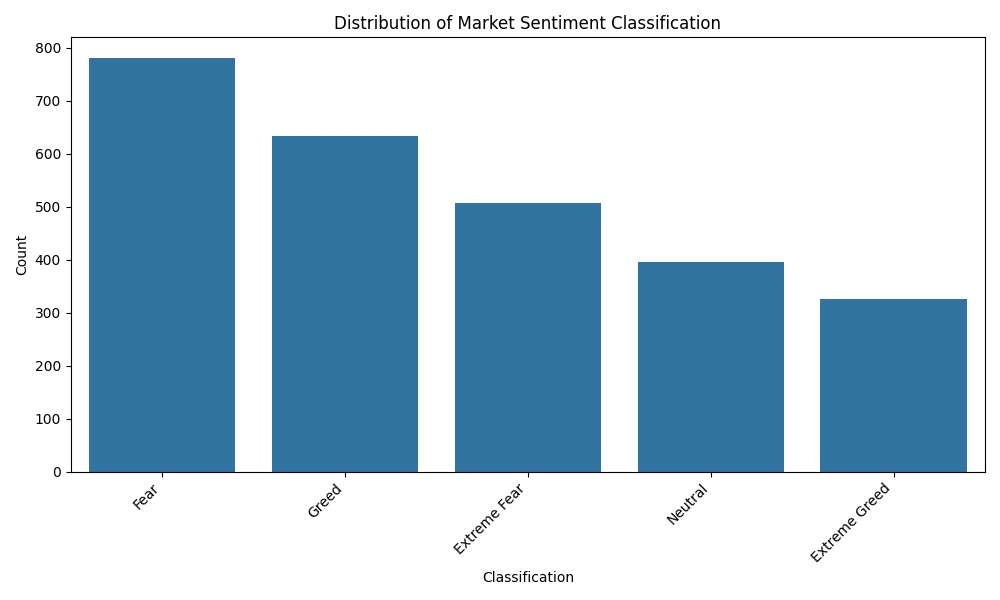 Distribution of Market Sentiment Classification
800
700
600
500
400
300
200
100
0
Count
Fear
Greed
Extreme Fear
Neutral
Extreme Greed
Classification